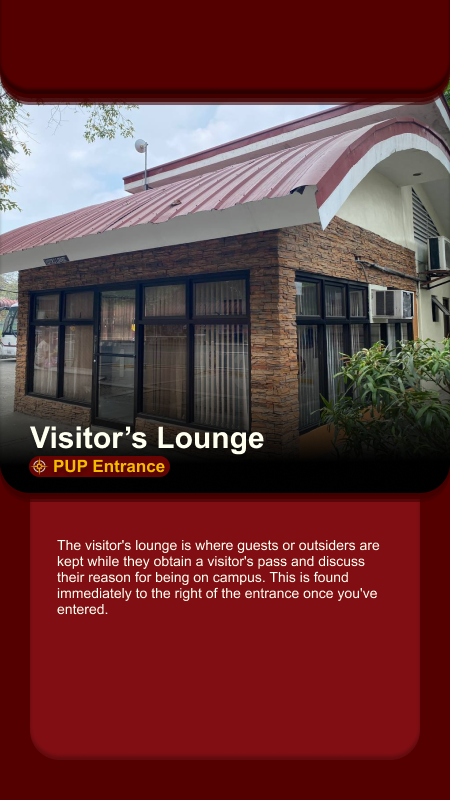 Visitor’s Lounge
PUP Entrance
The visitor's lounge is where guests or outsiders are
kept while they obtain a visitor's pass and discuss
their reason for being on campus. This is found
immediately to the right of the entrance once you've
entered.